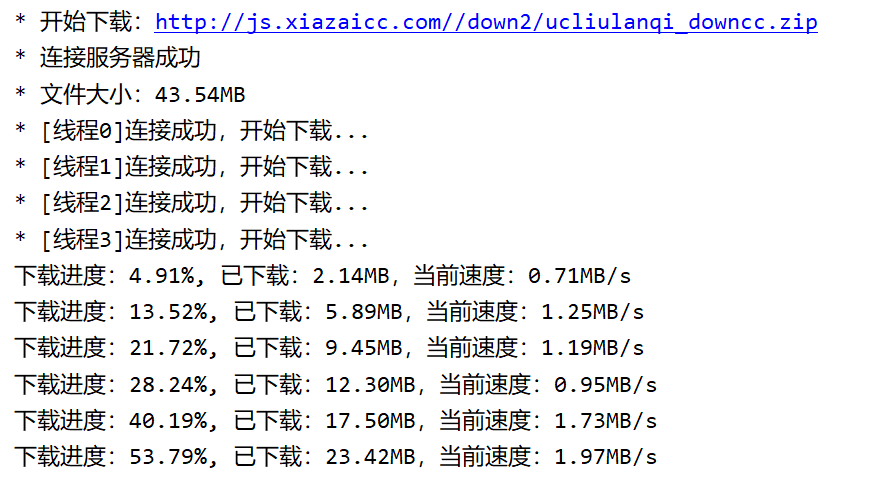 * 开始下载：http://js.xiazaicc.com//down2/ucliulanqi_downcc.zip
* 连接服务器成功
* 文件大小：43.54MB
* [线程0]连接成功，开始下载...
* [线程1]连接成功，开始下载...
* [线程2]连接成功，开始下载...
* [线程3]连接成功，开始下载...
下载进度：4.91%, 已下载：2.14MB，当前速度：0.71MB/s
下载进度：13.52%, 已下载：5.89MB，当前速度：1.25MB/s
下载进度：21.72%, 已下载：9.45MB，当前速度：1.19MB/s
下载进度：28.24%, 已下载：12.30MB，当前速度：0.95MB/s
下载进度：40.19%, 已下载：17.50MB，当前速度：1.73MB/s
下载进度：53.79%, 已下载：23.42MB，当前速度：1.97MB/s